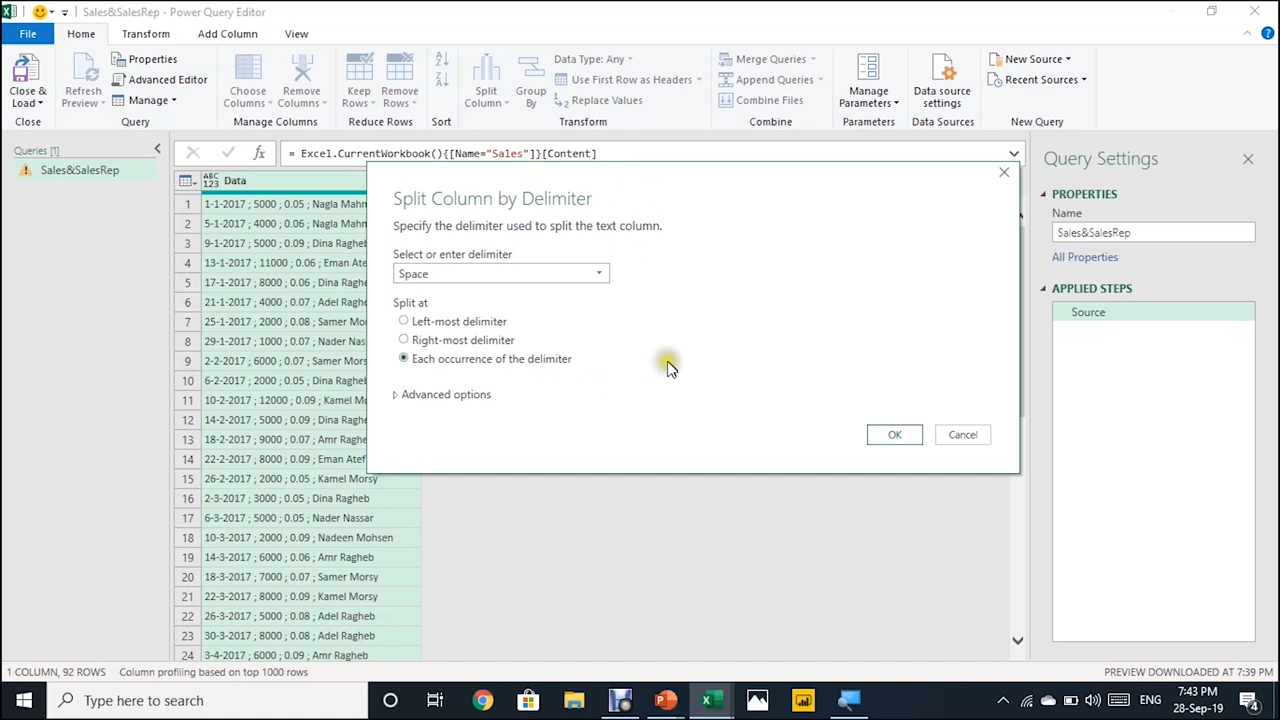 Sales&SalesRep - Power Query Editor
File
Home
Transform
Add Column
View
Close &
Load
Close
Refresh
Preview
Properties
Advanced Editor
Manage
Query
Choose
Columns
Remove
Columns
Manage Columns
Keep
Rows
Remove
Rows
Reduce Rows
Sort
Split
Column
Group
By
Data Type: Any
Use First Row as Headers
Replace Values
Transform
Merge Queries
Append Queries
Combine Files
Combine
Manage
Parameters
Parameters
Data source
settings
Data Sources
New Source
Recent Sources
New Query
Queries [1]
Sales&SalesRep
fx
= Excel.CurrentWorkbook(){[Name="Sales"]}[Content]
ABC
123
Data
1 1-1-2017 ; 5000 ; 0.05 ; Nagla Mahm
2 5-1-2017 ; 4000 ; 0.06 ; Nagla Mahm
3 9-1-2017 ; 5000 ; 0.09 ; Dina Ragheb
4 13-1-2017 ; 11000 ; 0.06 ; Eman Atef
5 17-1-2017 ; 8000 ; 0.06 ; Dina Ragheb
6 21-1-2017 ; 4000 ; 0.07 ; Adel Raghe
7 25-1-2017 ; 2000 ; 0.08 ; Samer Mor
8 29-1-2017 ; 1000 ; 0.07 ; Nader Nas
9 2-2-2017 ; 6000 ; 0.07 ; Samer Morsy
10 6-2-2017 ; 2000 ; 0.05 ; Dina Ragheb
11 10-2-2017 ; 12000 ; 0.09 ; Kamel Mo
12 14-2-2017 ; 5000 ; 0.09 ; Dina Ragheb
13 18-2-2017 ; 9000 ; 0.07 ; Amr Ragheb
14 22-2-2017 ; 8000 ; 0.09 ; Eman Atef
15 26-2-2017 ; 2000 ; 0.05 ; Kamel Morsy
16 2-3-2017 ; 3000 ; 0.05 ; Dina Ragheb
17 6-3-2017 ; 5000 ; 0.05 ; Nader Nassar
18 10-3-2017 ; 2000 ; 0.09 ; Nadeen Mohsen
19 14-3-2017 ; 6000 ; 0.06 ; Amr Ragheb
20 18-3-2017 ; 7000 ; 0.07 ; Samer Morsy
21 22-3-2017 ; 8000 ; 0.09 ; Kamel Morsy
22 26-3-2017 ; 5000 ; 0.08 ; Adel Ragheb
23 30-3-2017 ; 8000 ; 0.08 ; Adel Ragheb
24 3-4-2017 ; 6000 ; 0.09 ; Amr Ragheb
Split Column by Delimiter
Specify the delimiter used to split the text column.
Select or enter delimiter
Space
Split at
Left-most delimiter
Right-most delimiter
Each occurrence of the delimiter
Advanced options
OK
Cancel
Query Settings
PROPERTIES
Name
Sales&SalesRep
All Properties
APPLIED STEPS
Source
1 COLUMN, 92 ROWS
Column profiling based on top 1000 rows
PREVIEW DOWNLOADED AT 7:39 PM
Type here to search
ENG
7:43 PM
28-Sep-19
4